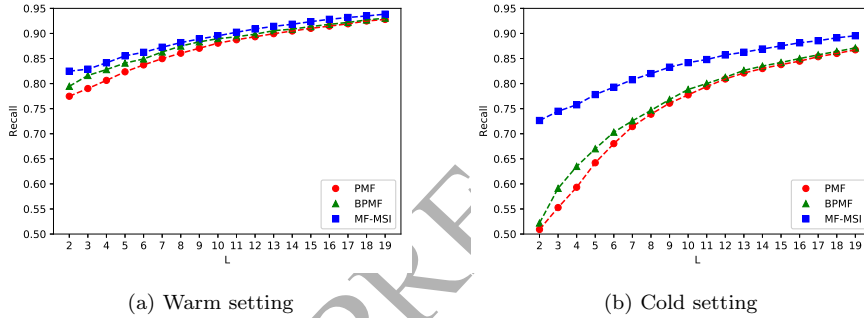 0.95
0.90
0.85
0.80
0.75
0.70
0.65
0.60
0.55
0.50
Recall
2 3 4 5 6 7 8 9 10 11 12 13 14 15 16 17 18 19
L
PMF
BPMF
MF-MSI
(a) Warm setting
0.95
0.90
0.85
0.80
0.75
0.70
0.65
0.60
0.55
0.50
Recall
2 3 4 5 6 7 8 9 10 11 12 13 14 15 16 17 18 19
L
PMF
BPMF
MF-MSI
(b) Cold setting